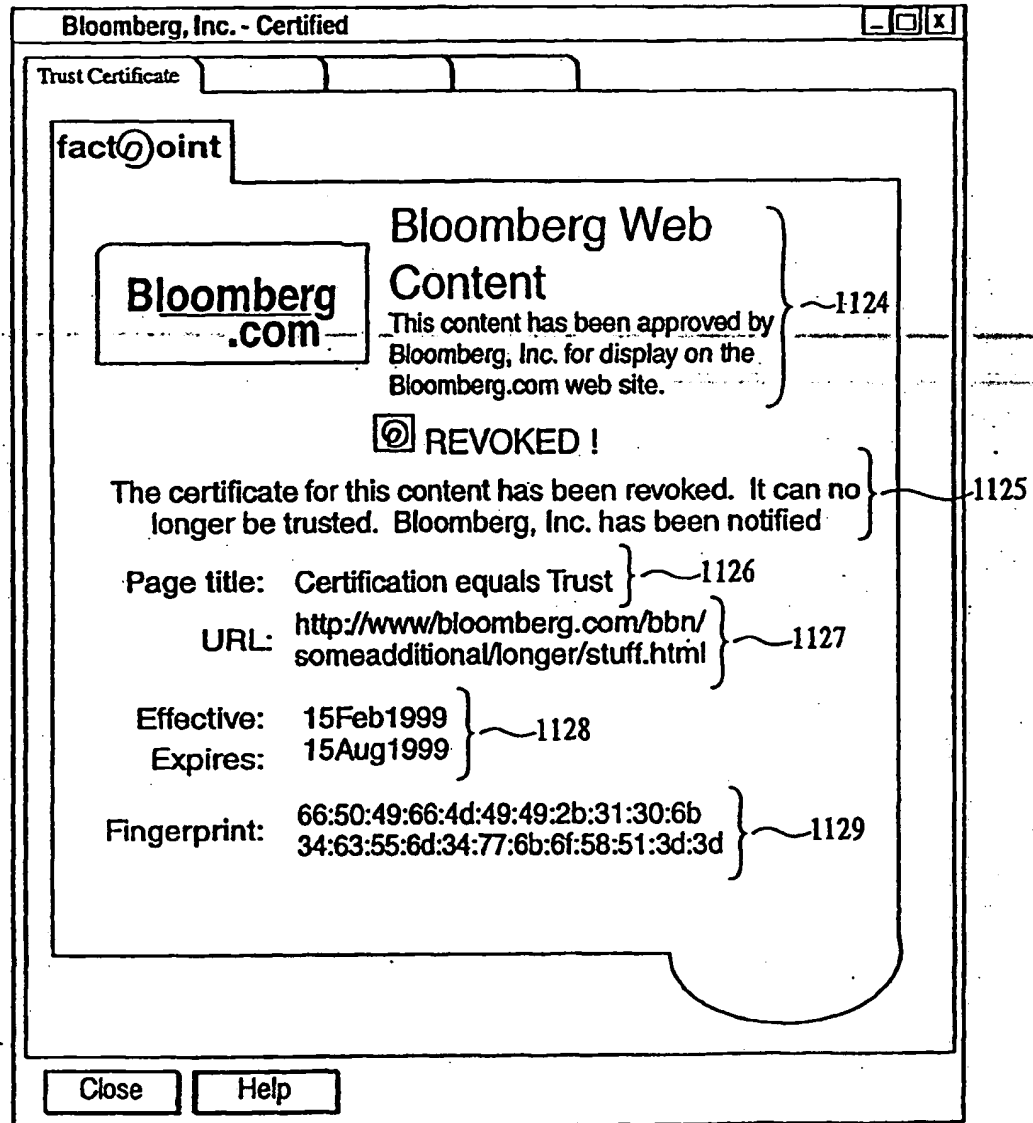 Bloomberg, Inc. - Certified
Trust Certificate
factpoint
Bloomberg Web
Content
Bloomberg
.com
This content has been approved by
Bloomberg, Inc. for display on the
Bloomberg.com web site.
1124
REVOKED !
The certificate for this content has been revoked. It can no
longer be trusted. Bloomberg, Inc. has been notified
1125
Page title: Certification equals Trust
1126
URL: http://www/bloomberg.com/bbn/
someadditional/longer/stuff.html
1127
Effective: 15Feb1999
Expires: 15Aug1999
1128
Fingerprint: 66:50:49:66:4d:49:49:2b:31:30:6b
34:63:55:6d:34:77:6b:6f:58:51:3d:3d
1129
Close Help